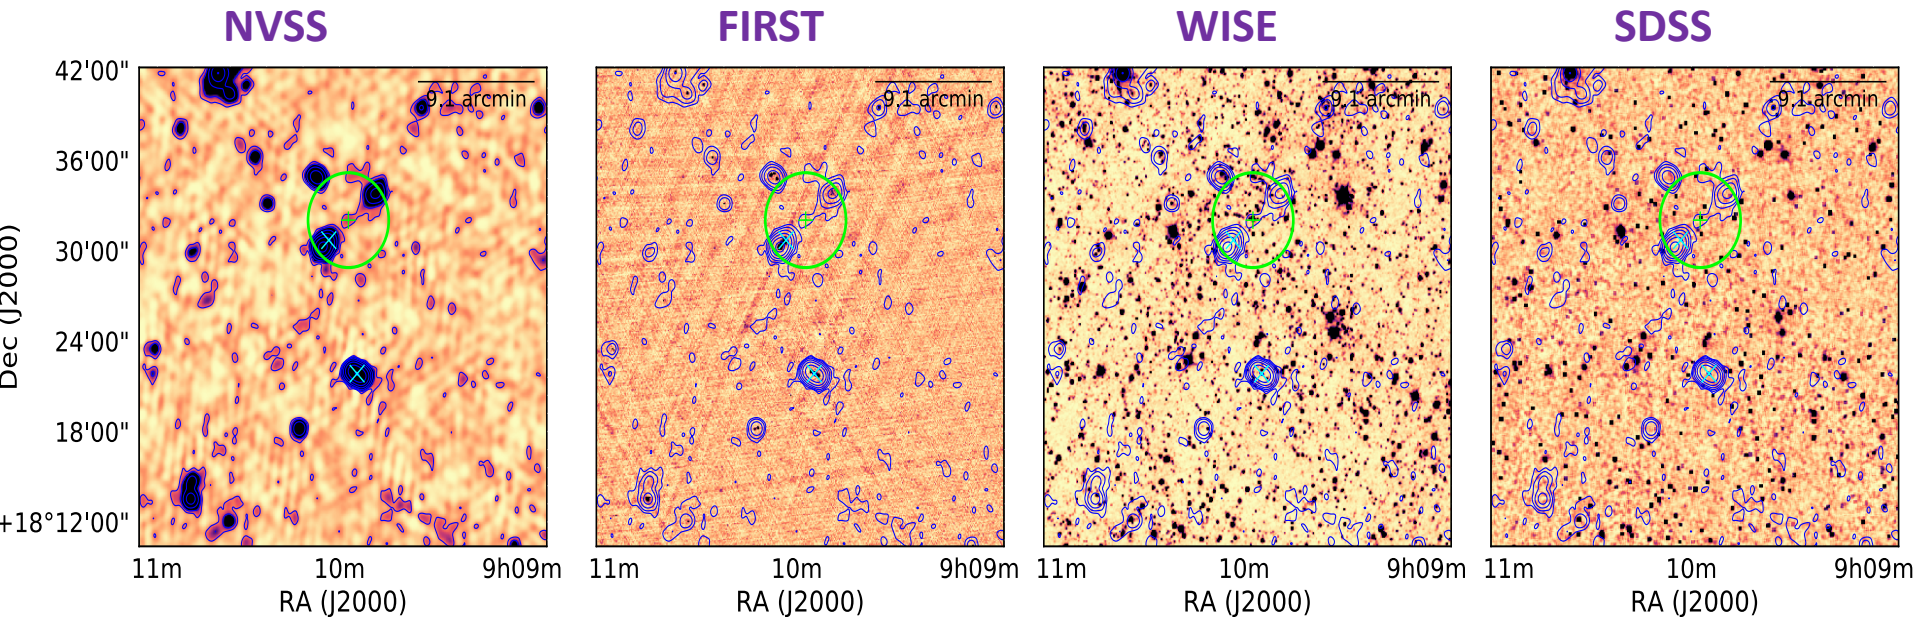 NVSS FIRST WISE SDSS
9.1 arcmin 9.1 arcmin 9.1 arcmin 9.1 arcmin
42'00"
36'00"
30'00"
24'00"
18'00"
+18°12'00"
Dec (J2000)
11m 10m 9h09m 11m 10m 9h09m 11m 10m 9h09m 11m 10m 9h09m
RA (J2000) RA (J2000) RA (J2000) RA (J2000)